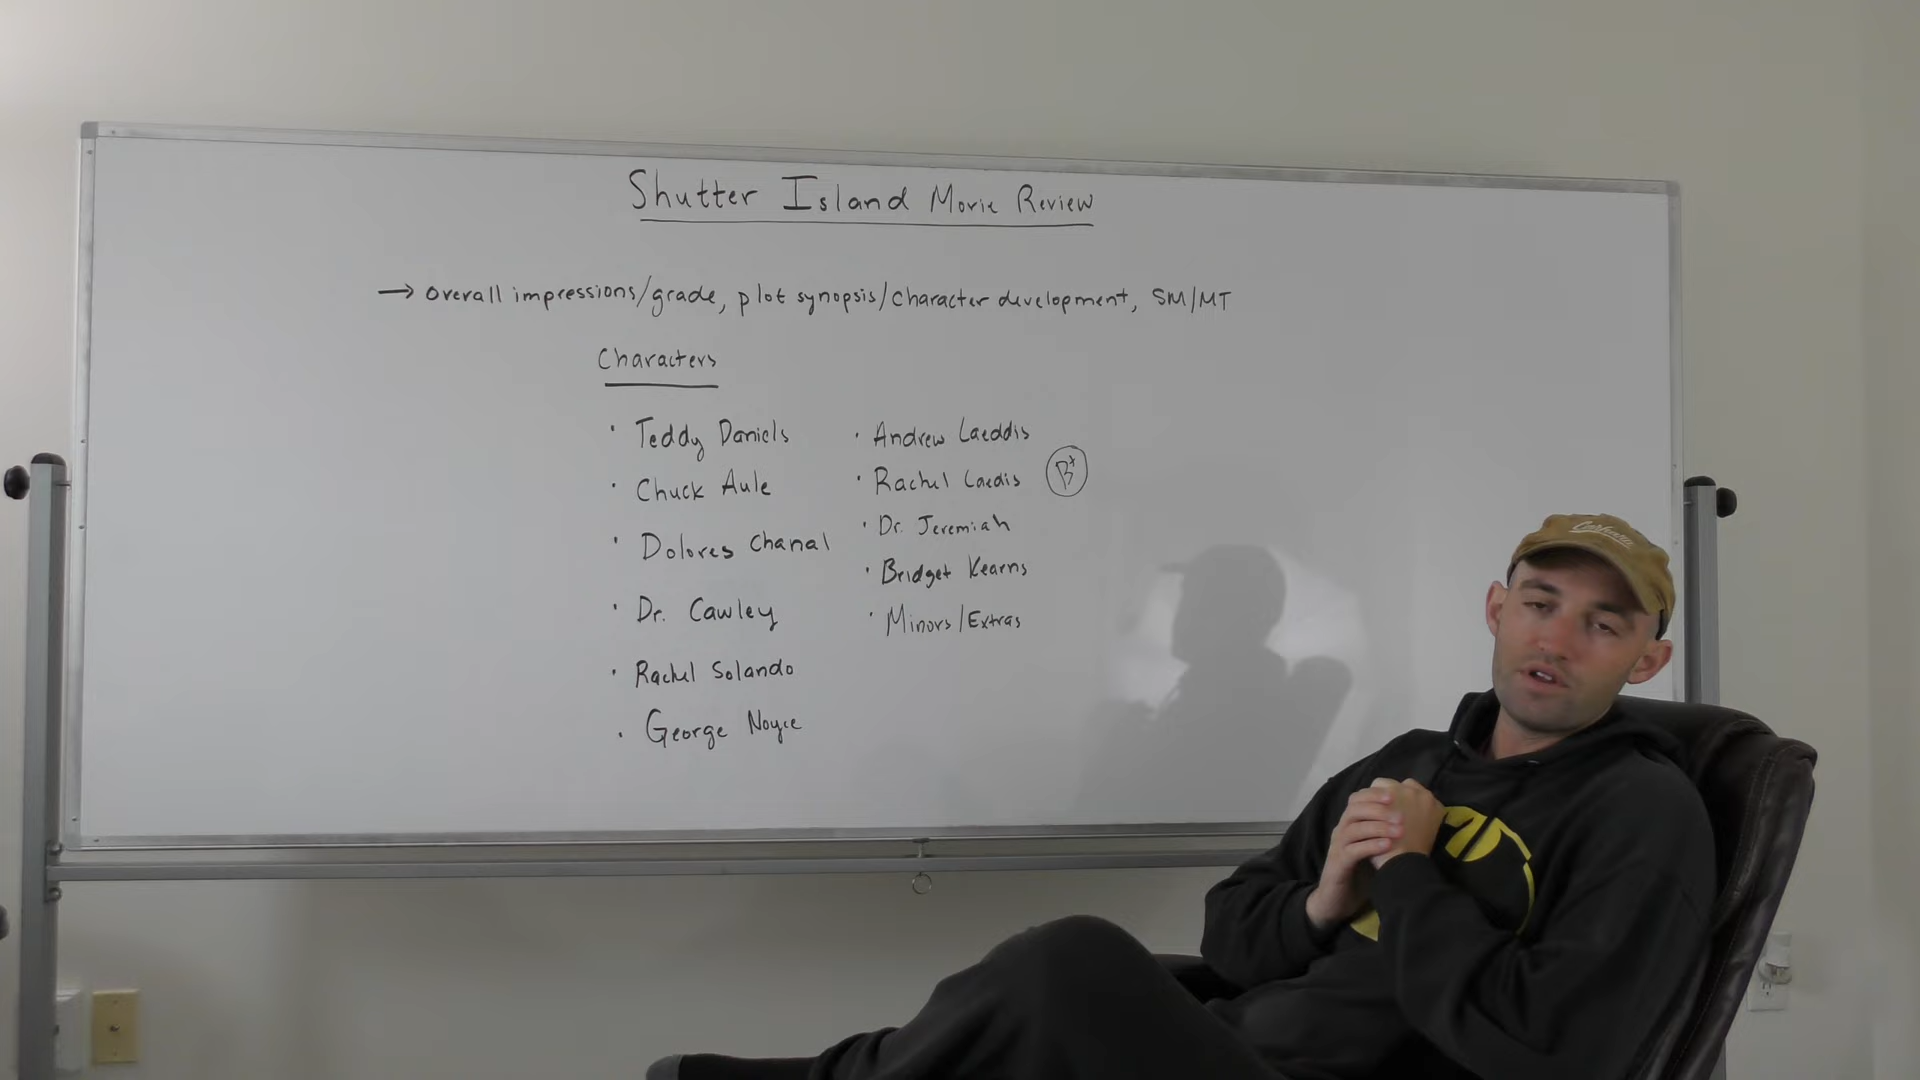 Shutter Island Movie Review
→ overall impressions/grade, plot synopsis/character development, SM/MT
Characters
· Teddy Daniels
· Chuck Aule
· Dolores Chanal
· Dr. Cawley
· Rachel Solando
· George Noyce
· Andrew Laeddis
· Rachel Laedis
B+
· Dr. Jeremiah
· Bridget Kearns
· Minors/Extras